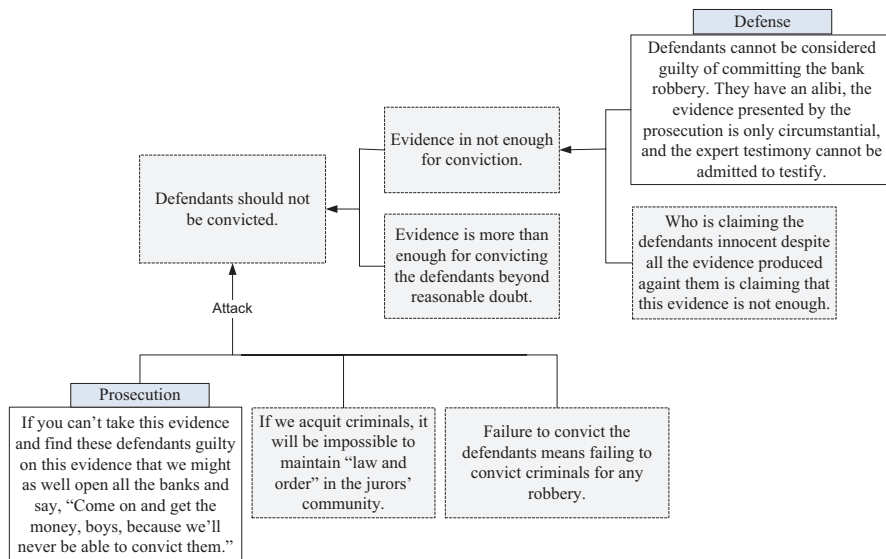 Defense
Defendants cannot be considered
guilty of committing the bank
robbery. They have an alibi, the
evidence presented by the
prosecution is only circumstantial,
and the expert testimony cannot be
admitted to testify.
Evidence in not enough
for conviction.
Defendants should not
be convicted.
Evidence is more than
enough for convicting
the defendants beyond
reasonable doubt.
Who is claiming the
defendants innocent despite
all the evidence produced
againt them is claiming that
this evidence is not enough.
Attack
Prosecution
If you can’t take this evidence
and find these defendants guilty
on this evidence that we might
as well open all the banks and
say, “Come on and get the
money, boys, because we’ll
never be able to convict them.”
If we acquit criminals, it
will be impossible to
maintain “law and
order” in the jurors’
community.
Failure to convict the
defendants means failing to
convict criminals for any
robbery.